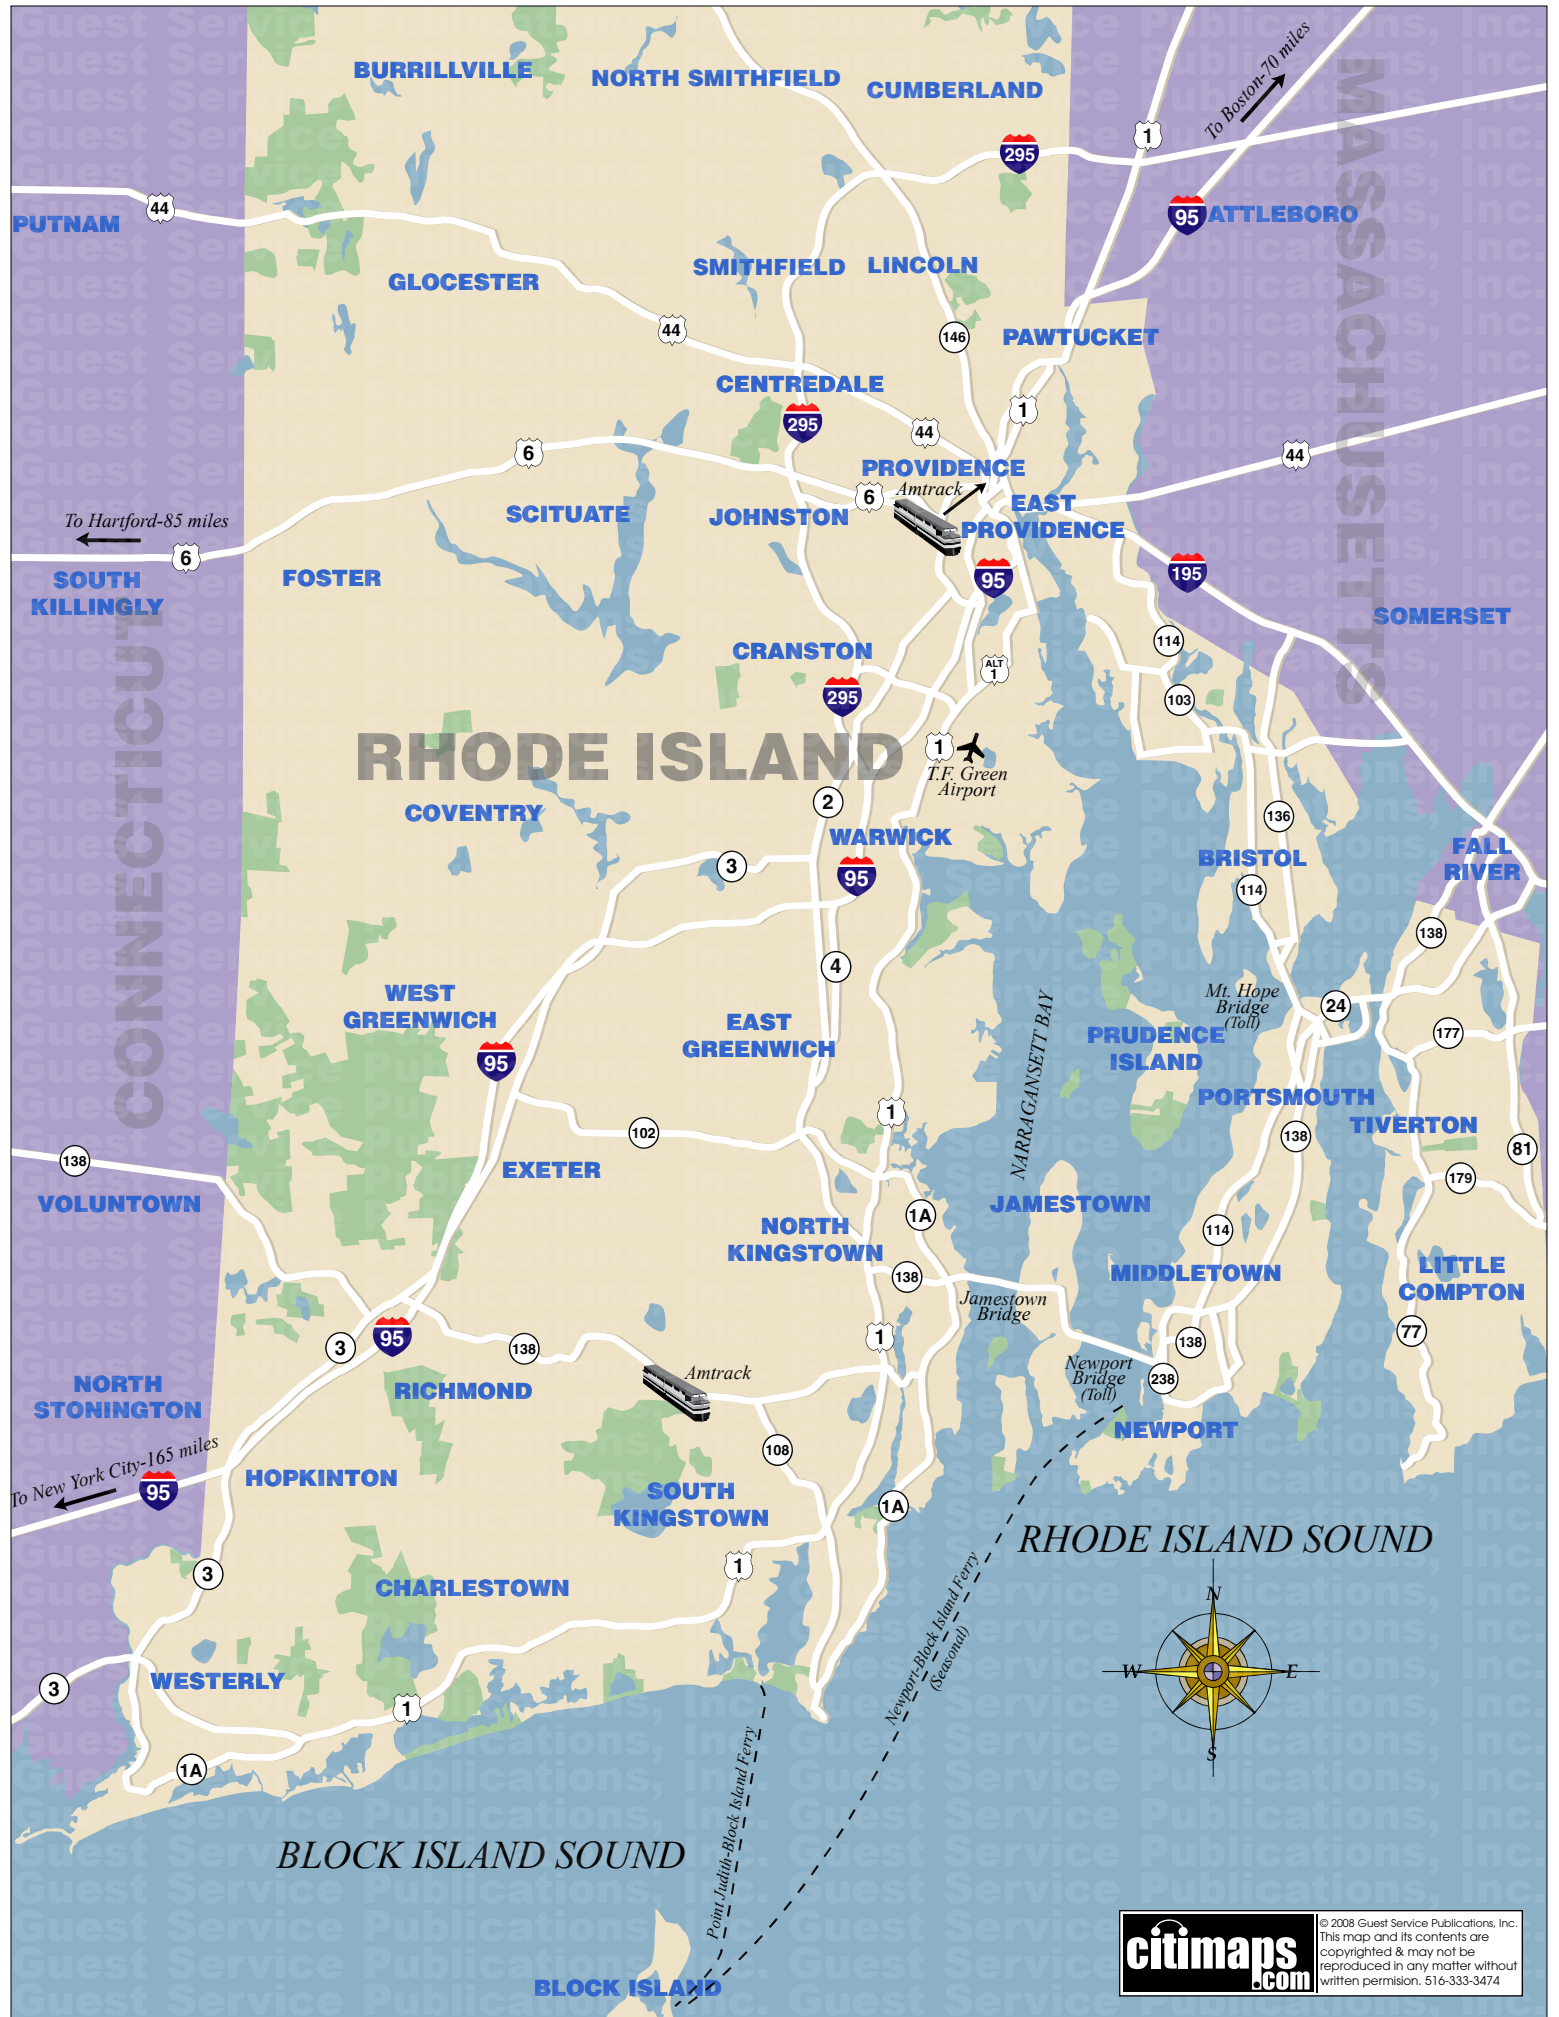 BURRILLVILLE
NORTH SMITHFIELD
CUMBERLAND
To Boston-70 miles
1
295
MASSACHUSETTS
44
PUTNAM
95
ATTLEBORO
SMITHFIELD
LINCOLN
GLOCESTER
44
146
PAWTUCKET
CENTREDALE
295
1
44
6
44
PROVIDENCE
Amtrack
6
EAST
PROVIDENCE
SCITUATE
JOHNSTON
To Hartford-85 miles
6
SOUTH
KILLINGLY
FOSTER
95
195
SOMERSET
114
CRANSTON
ALT
1
295
103
CONNECTICUT
RHODE ISLAND
1
T.F. Green
Airport
2
COVENTRY
136
WARWICK
3
95
BRISTOL
114
FALL
RIVER
138
4
WEST
GREENWICH
Mt. Hope
Bridge
(Toll)
24
EAST
GREENWICH
NARRAGANSETT BAY
PRUDENCE
ISLAND
177
95
PORTSMOUTH
1
TIVERTON
102
138
81
138
EXETER
179
VOLUNTOWN
JAMESTOWN
1A
114
NORTH
KINGSTOWN
138
MIDDLETOWN
LITTLE
COMPTON
Jamestown
Bridge
3
95
138
1
138
77
Newport
Bridge
(Toll)
238
Amtrack
NORTH
STONINGTON
RICHMOND
NEWPORT
108
To New York City-165 miles
95
HOPKINTON
SOUTH
KINGSTOWN
1A
RHODE ISLAND SOUND
3
1
CHARLESTOWN
Newport-Block Island Ferry
(Seasonal)
N
W
E
S
WESTERLY
3
1
1A
Point Judith-Block Island Ferry
BLOCK ISLAND SOUND
BLOCK ISLAND
citimaps
.com
© 2008 Guest Service Publications, Inc.
This map and its contents are
copyrighted & may not be
reproduced in any matter without
written permision. 516-333-3474
Guest Service Publications, Inc.